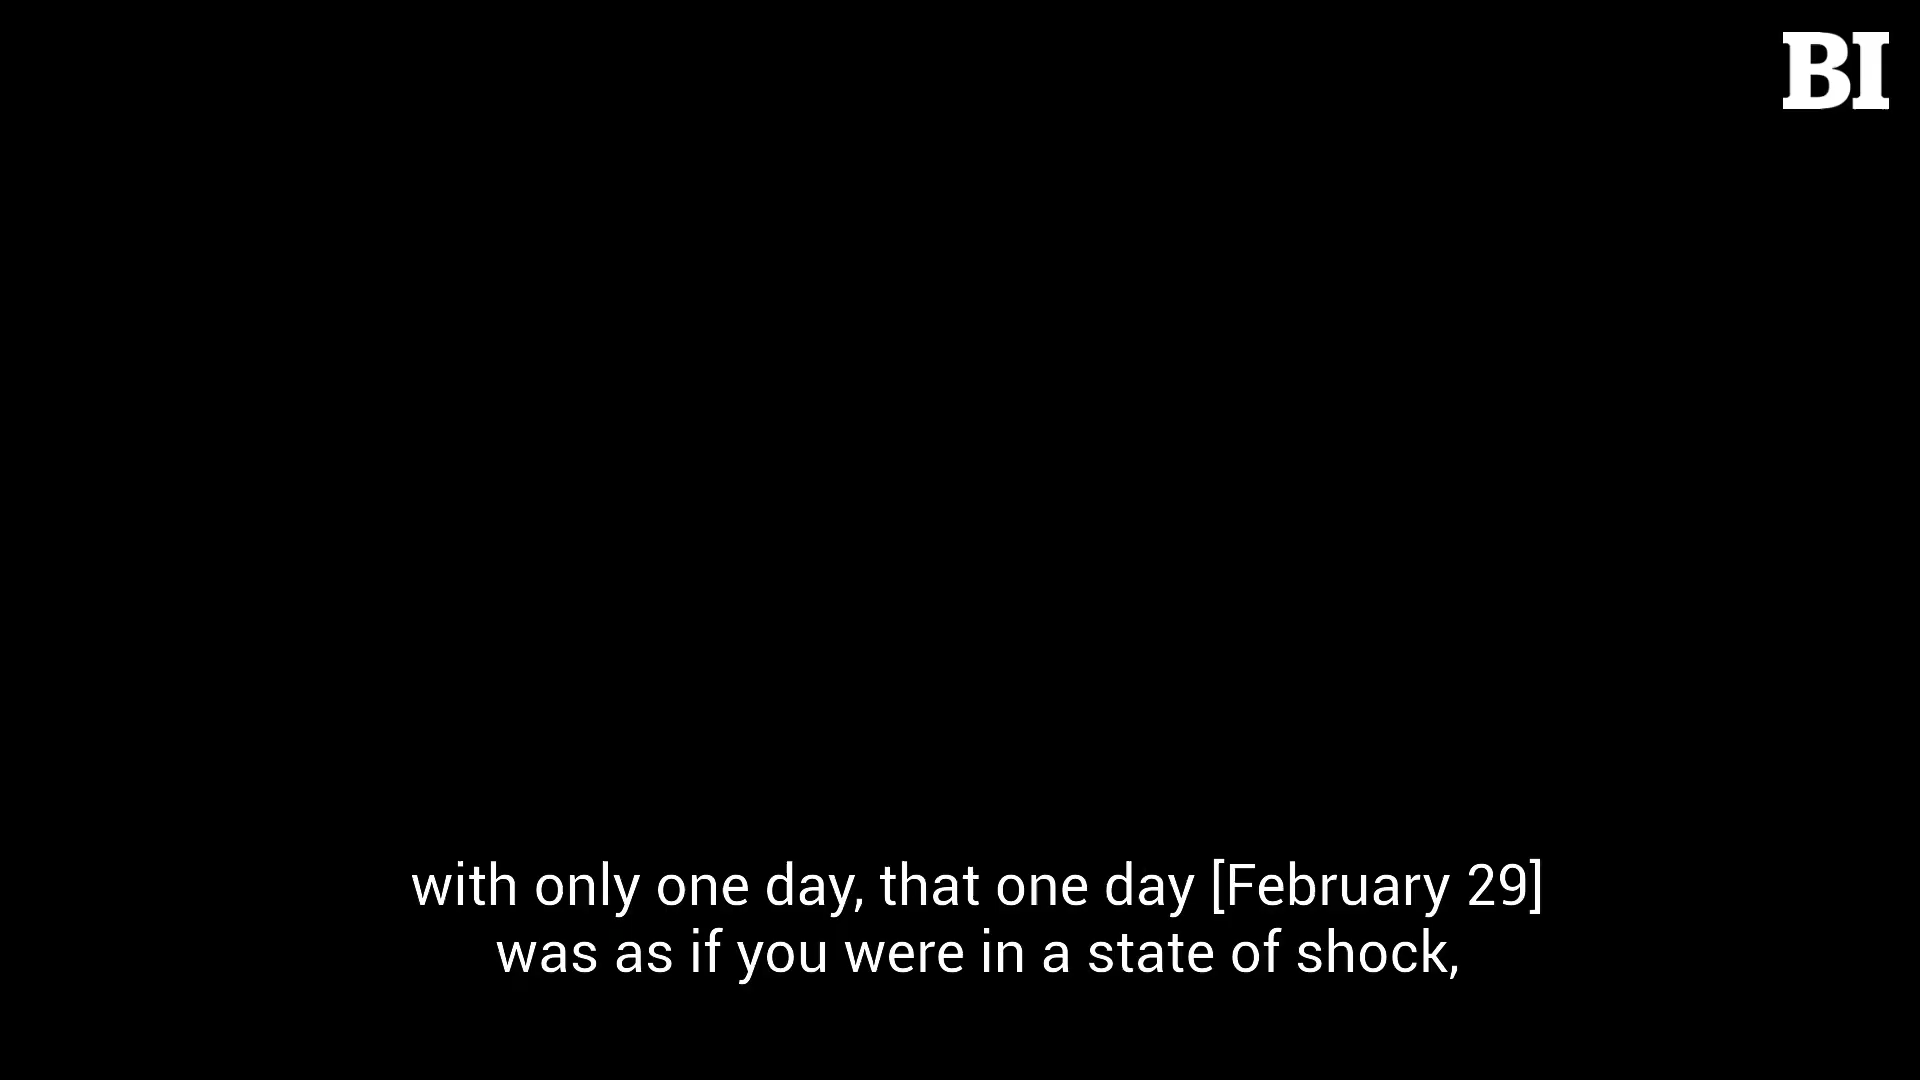 BI
with only one day, that one day [February 29]
was as if you were in a state of shock,